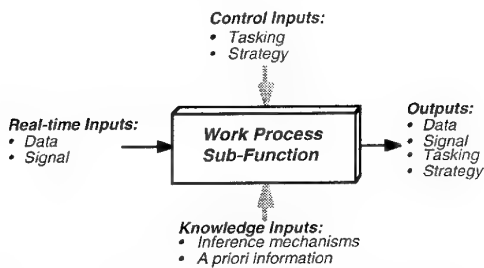 Control Inputs:
• Tasking
• Strategy
Real-time Inputs:
• Data
• Signal
Work Process
Sub-Function
Outputs:
• Data
• Signal
• Tasking
• Strategy
Knowledge Inputs:
• Inference mechanisms
• A priori information